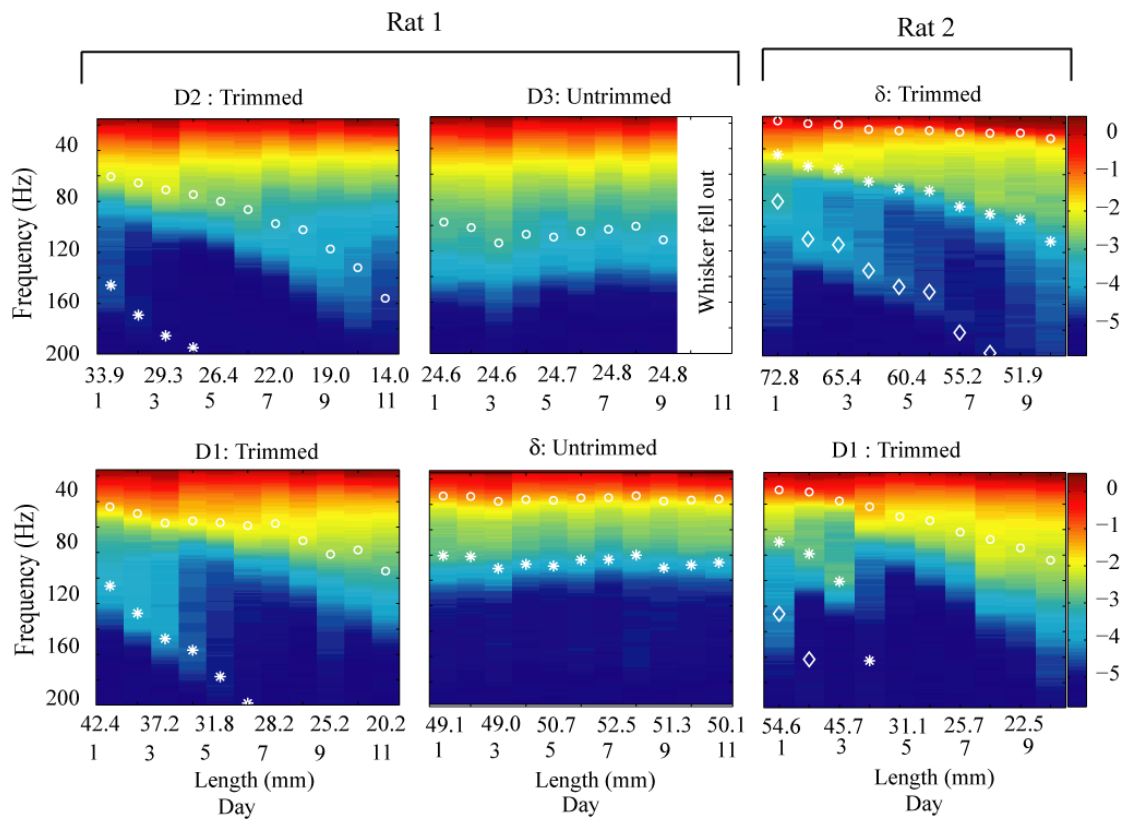 Rat 1
Rat 2
D2 : Trimmed
D3: Untrimmed
δ: Trimmed
Frequency (Hz)
40
80
120
160
200
Whisker fell out
0
−1
−2
−3
−4
−5
33.9 29.3 26.4 22.0 19.0 14.0
1 3 5 7 9 11
24.6 24.6 24.7 24.8 24.8
1 3 5 7 9 11
72.8 65.4 60.4 55.2 51.9
1 3 5 7 9
D1: Trimmed
δ: Untrimmed
D1 : Trimmed
Frequency (Hz)
40
80
120
160
200
0
−1
−2
−3
−4
−5
42.4 37.2 31.8 28.2 25.2 20.2
1 3 5 7 9 11
Length (mm)
Day
49.1 49.0 50.7 52.5 51.3 50.1
1 3 5 7 9 11
Length (mm)
Day
54.6 45.7 31.1 25.7 22.5
1 3 5 7 9
Length (mm)
Day